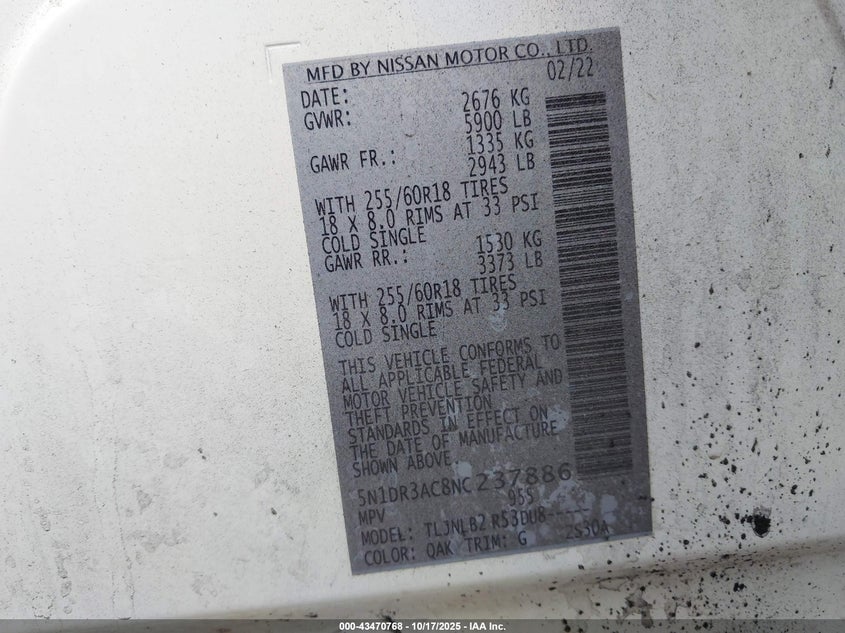 MFD BY NISSAN MOTOR CO., LTD.
DATE: 02/22
GVWR: 2676 KG
5900 LB
GAWR FR.: 1335 KG
2943 LB
WITH 255/60R18 TIRES
18 X 8.0 RIMS AT 33 PSI
COLD SINGLE
GAWR RR.: 1530 KG
3373 LB
WITH 255/60R18 TIRES
18 X 8.0 RIMS AT 33 PSI
COLD SINGLE
THIS VEHICLE CONFORMS TO
ALL APPLICABLE FEDERAL
MOTOR VEHICLE SAFETY AND
THEFT PREVENTION
STANDARDS IN EFFECT ON
THE DATE OF MANUFACTURE
SHOWN ABOVE.
5N1DR3AC8NC237886
MPV 955
MODEL: TLJNLB2 R53DU8-----
COLOR: QAK TRIM: G 2S30A
000-43470768 - 10/17/2025 - IAA Inc.